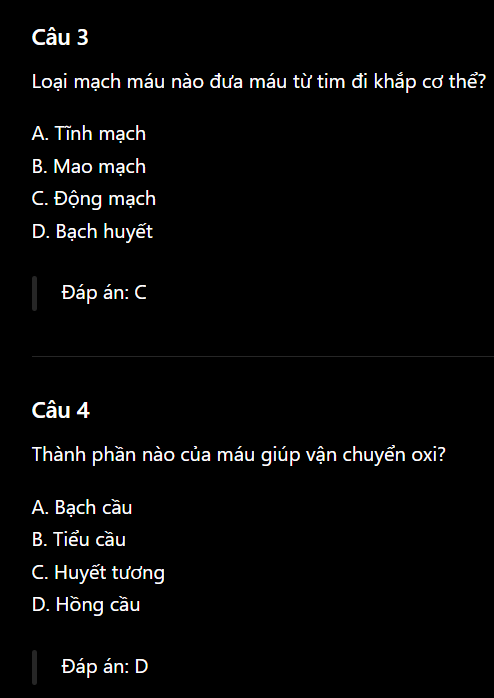 Câu 3
Loại mạch máu nào đưa máu từ tim đi khắp cơ thể?
A. Tĩnh mạch
B. Mao mạch
C. Động mạch
D. Bạch huyết
Đáp án: C
Câu 4
Thành phần nào của máu giúp vận chuyển oxi?
A. Bạch cầu
B. Tiểu cầu
C. Huyết tương
D. Hồng cầu
Đáp án: D